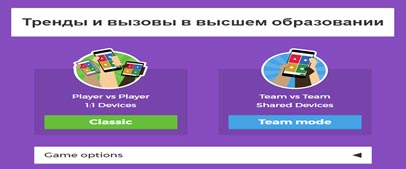 Тренды и вызовы в высшем образовании
Player vs Player
1:1 Devices
Classic
Team vs Team
Shared Devices
Team mode
Game options